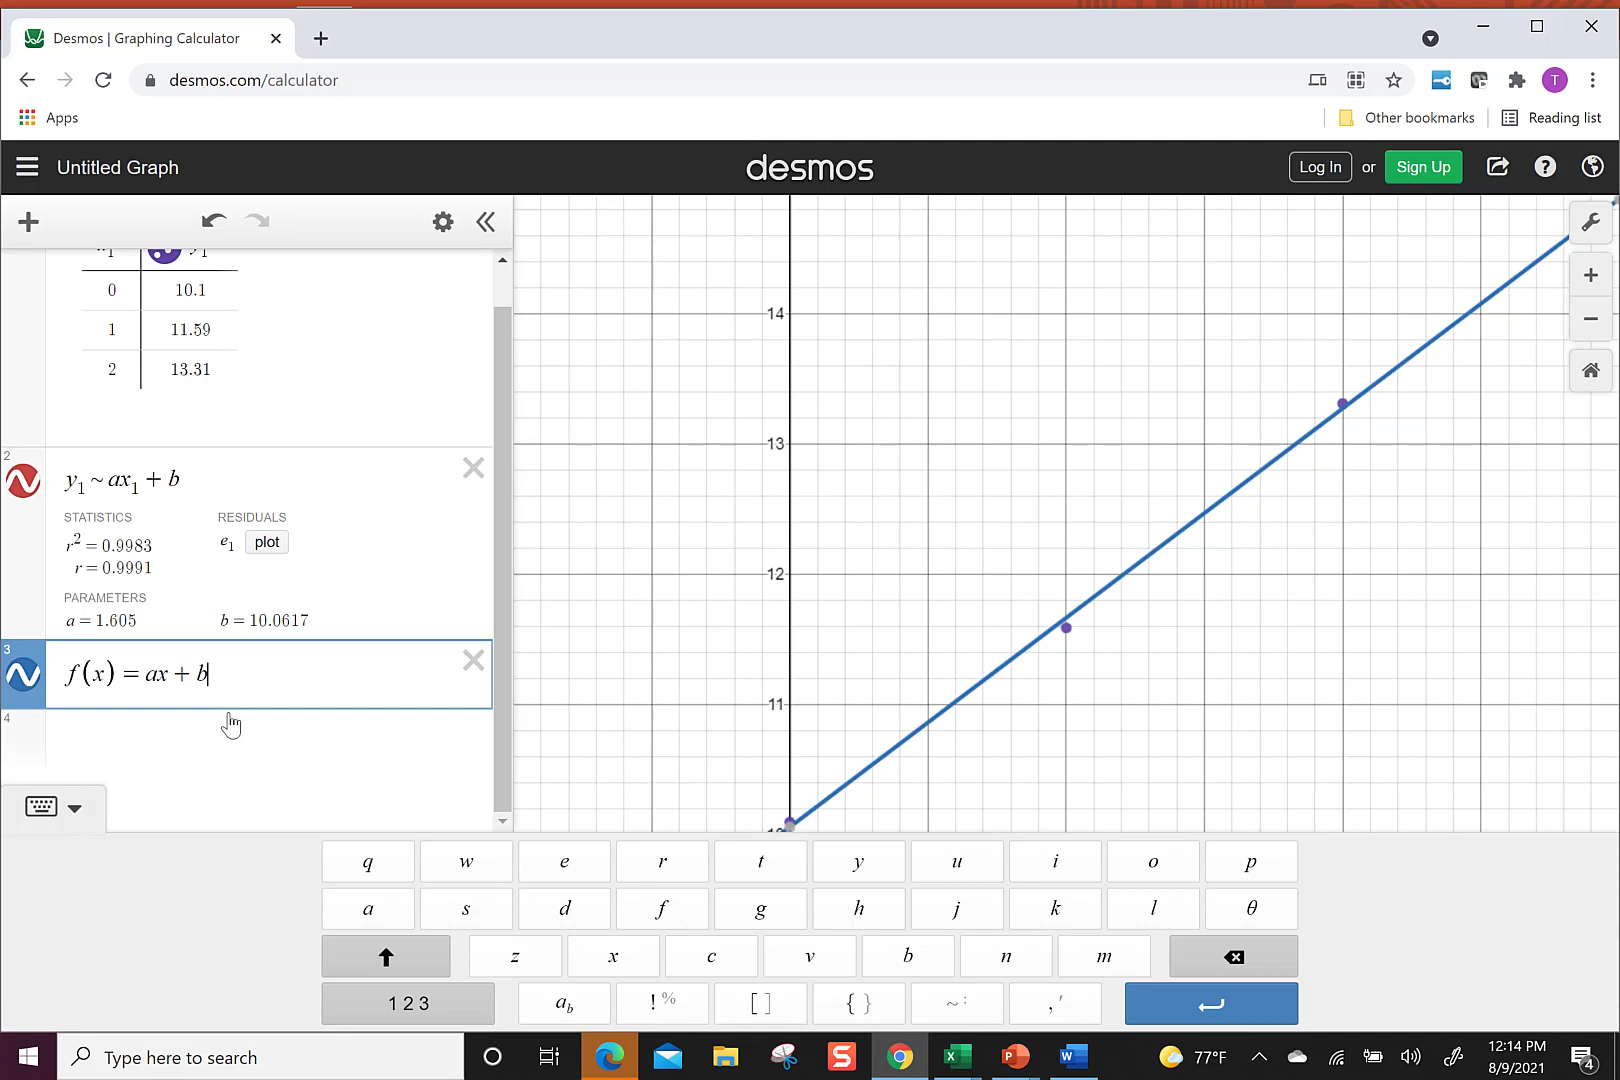 Desmos | Graphing Calculator
desmos.com/calculator
T
Apps
Other bookmarks
Reading list
Untitled Graph
desmos
Log In or Sign Up
0 10.1
1 11.59
2 13.31
2
y₁ ~ ax₁ + b
STATISTICS RESIDUALS
r² = 0.9983
e₁ plot
r = 0.9991
PARAMETERS
a = 1.605 b = 10.0617
3
f(x) = ax + b
4
14
13
12
11
q w e r t y u i o p
a s d f g h j k l θ
z x c v b n m
1 2 3 a_b ! % [ ] { } ~ : , '
Type here to search
S
77°F
12:14 PM
8/9/2021
4